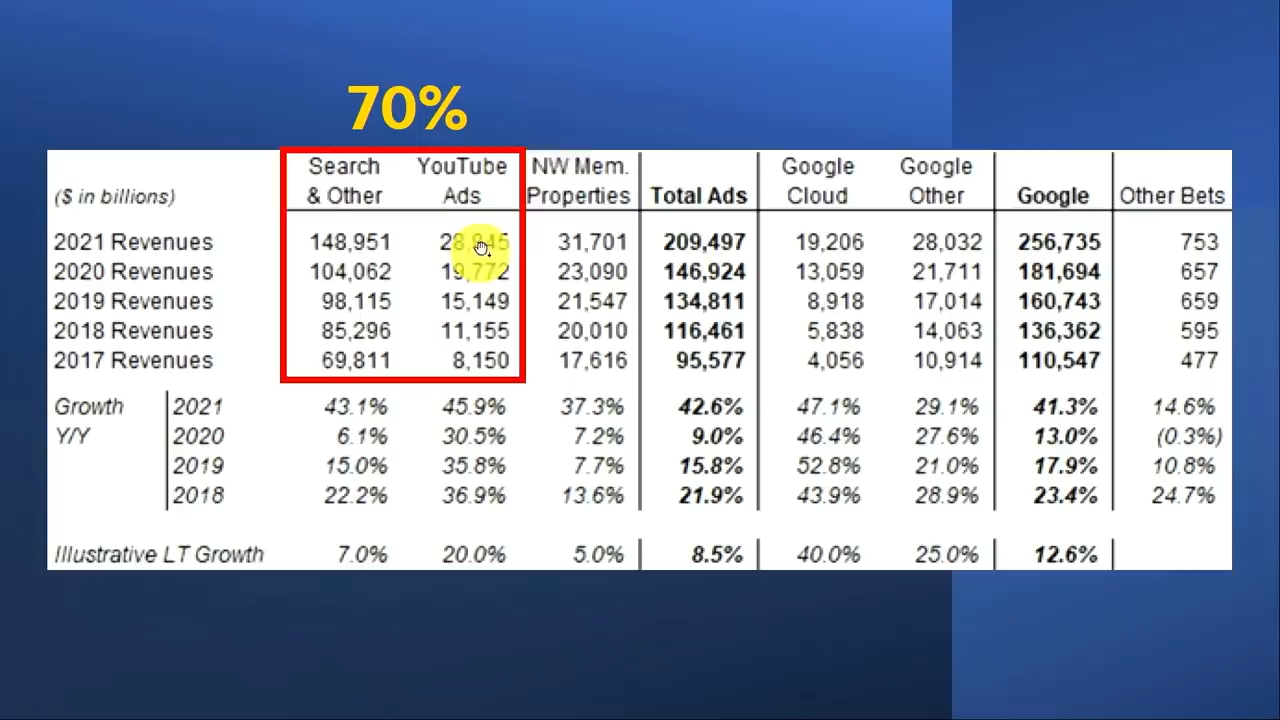 70%
Search YouTube NW Mem. Google Google
($ in billions) & Other Ads Properties Total Ads Cloud Other Google Other Bets
2021 Revenues 148,951 28,845 31,701 209,497 19,206 28,032 256,735 753
2020 Revenues 104,062 19,772 23,090 146,924 13,059 21,711 181,694 657
2019 Revenues 98,115 15,149 21,547 134,811 8,918 17,014 160,743 659
2018 Revenues 85,296 11,155 20,010 116,461 5,838 14,063 136,362 595
2017 Revenues 69,811 8,150 17,616 95,577 4,056 10,914 110,547 477
Growth 2021 43.1% 45.9% 37.3% 42.6% 47.1% 29.1% 41.3% 14.6%
Y/Y 2020 6.1% 30.5% 7.2% 9.0% 46.4% 27.6% 13.0% (0.3%)
2019 15.0% 35.8% 7.7% 15.8% 52.8% 21.0% 17.9% 10.8%
2018 22.2% 36.9% 13.6% 21.9% 43.9% 28.9% 23.4% 24.7%
Illustrative LT Growth 7.0% 20.0% 5.0% 8.5% 40.0% 25.0% 12.6%